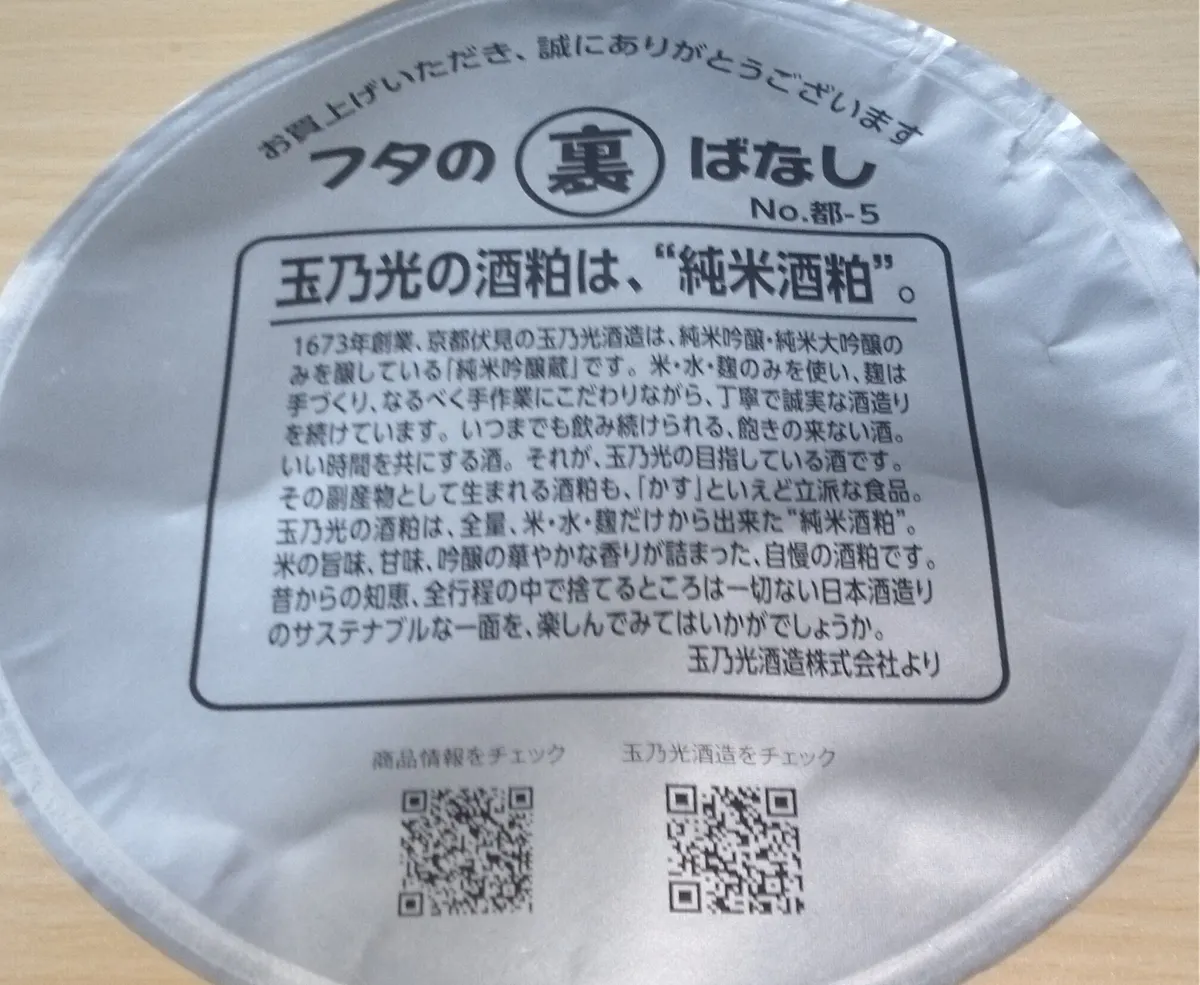 お買上げいただき、誠にありがとうございます
フタの裏ばなし
No.都-5
玉乃光の酒粕は、“純米酒粕”。
1673年創業、京都伏見の玉乃光酒造は、純米吟醸・純米大吟醸の
みを醸している「純米吟醸蔵」です。米・水・麹のみを使い、麹は
手づくり、なるべく手作業にこだわりながら、丁寧で誠実な酒造り
を続けています。いつまでも飲み続けられる、飽きの来ない酒。
いい時間を共にする酒。それが、玉乃光の目指している酒です。
その副産物として生まれる酒粕も、「かす」といえど立派な食品。
玉乃光の酒粕は、全量、米・水・麹だけから出来た“純米酒粕”。
米の旨味、甘味、吟醸の華やかな香りが詰まった、自慢の酒粕です。
昔からの知恵、全行程の中で捨てるところは一切ない日本酒造り
のサステナブルな一面を、楽しんでみてはいかがでしょうか。
玉乃光酒造株式会社より
商品情報をチェック
玉乃光酒造をチェック